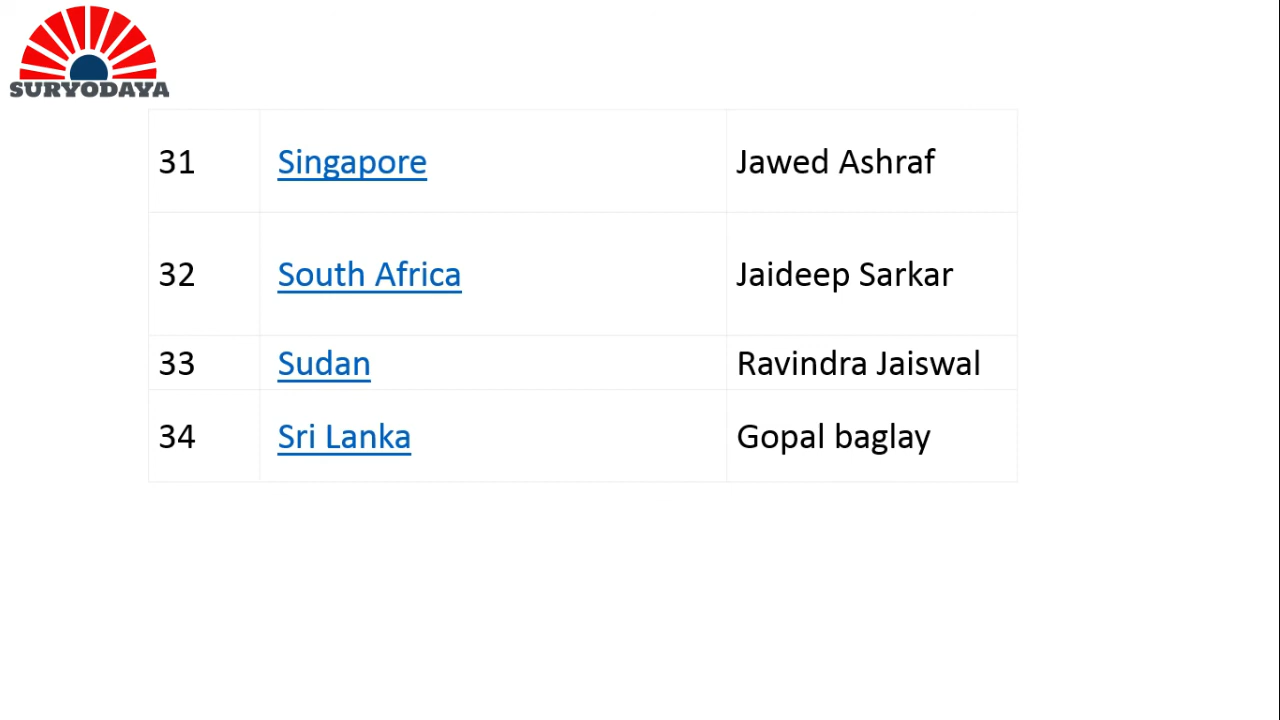 SURYODAYA
31 Singapore Jawed Ashraf
32 South Africa Jaideep Sarkar
33 Sudan Ravindra Jaiswal
34 Sri Lanka Gopal baglay